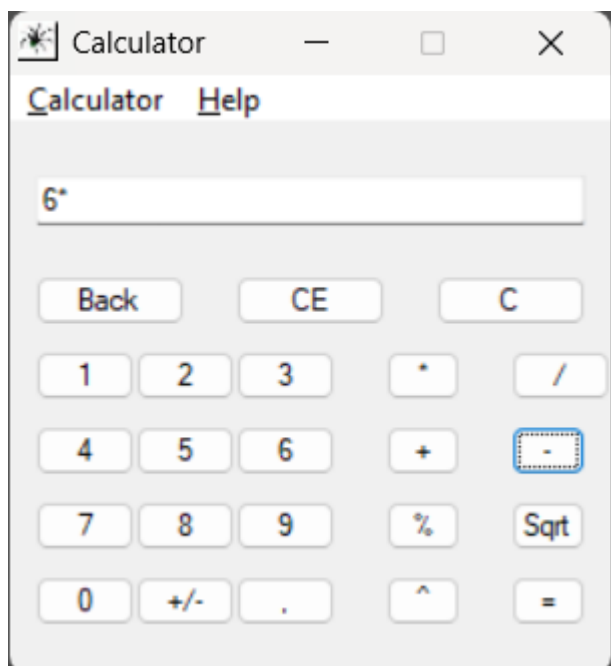 Calculator
Calculator Help
6*
Back CE C
1 2 3 * /
4 5 6 + -
7 8 9 % Sqrt
0 +/- , ^ =